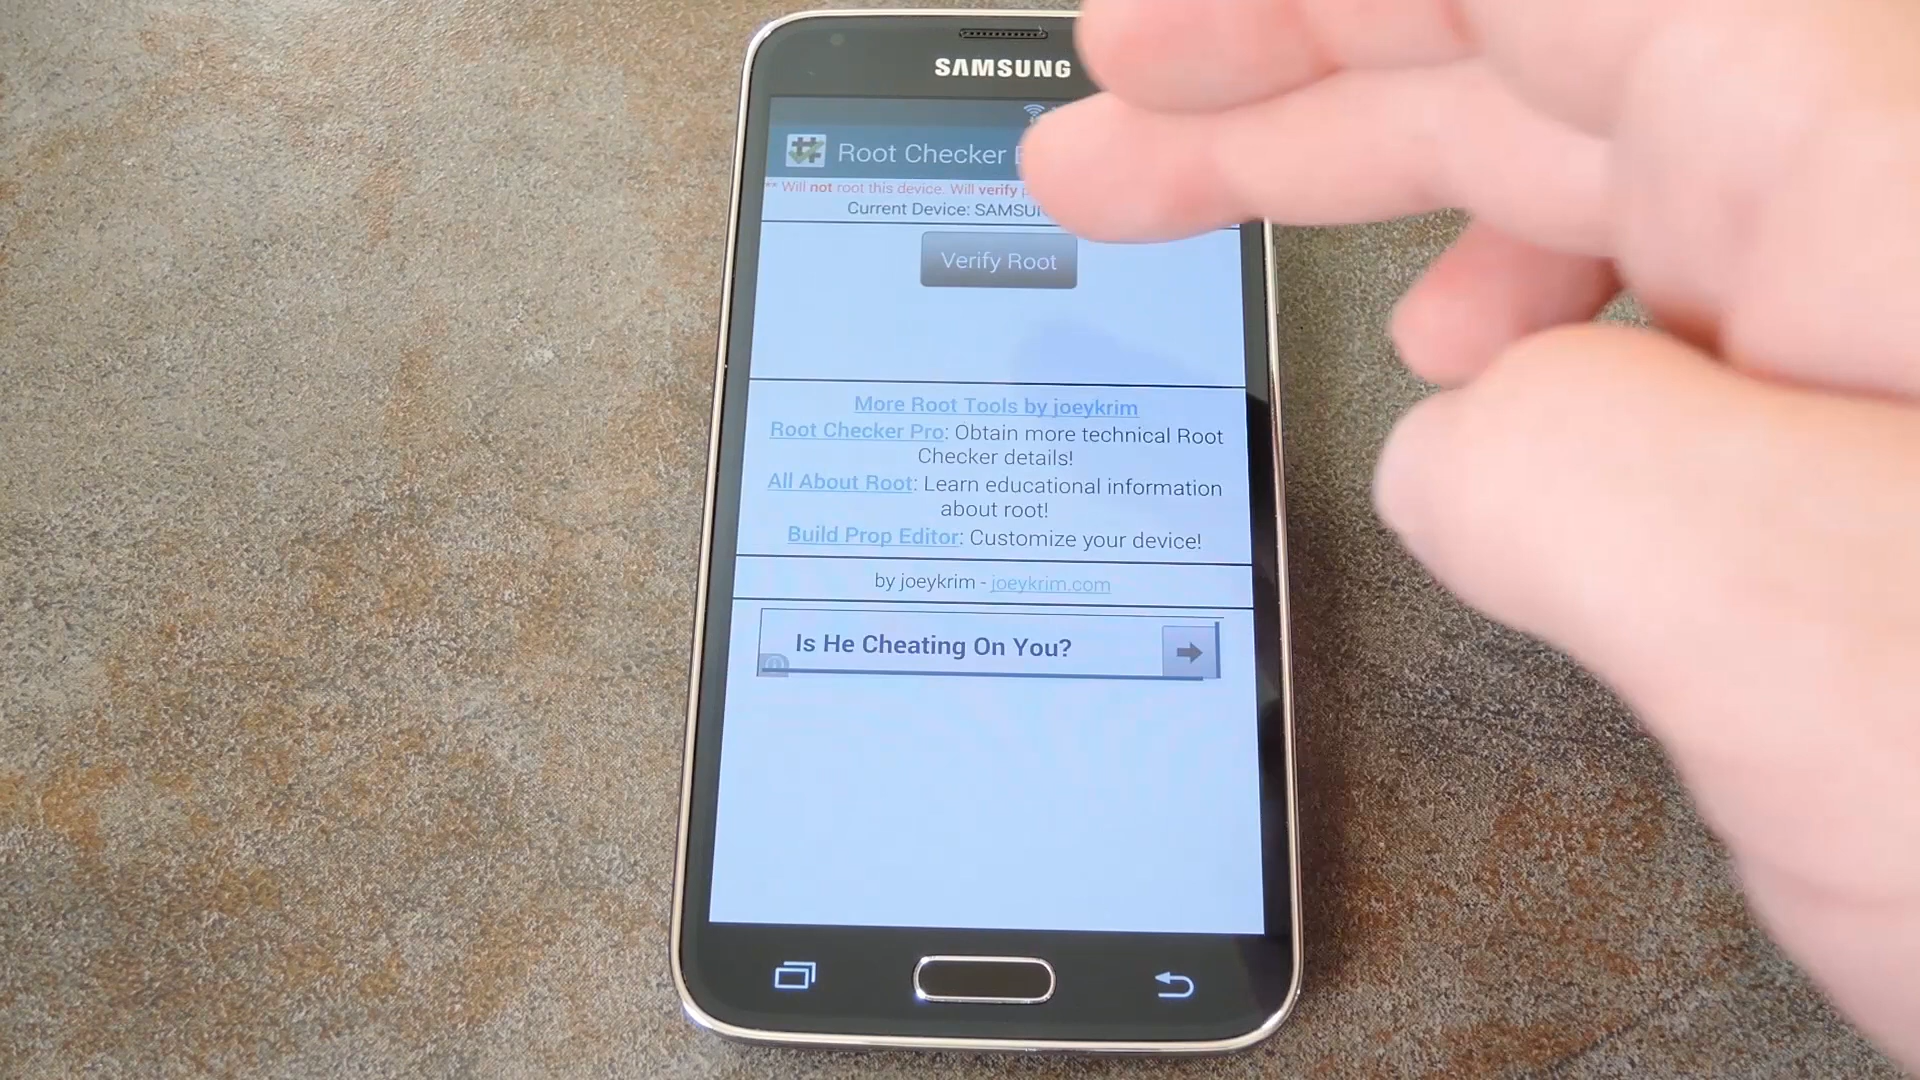 SAMSUNG
Root Checker
** Will not root this device. Will verify
Current Device:
Verify Root
More Root Tools by joeykrim
Root Checker Pro: Obtain more technical Root
Checker details!
All About Root: Learn educational information
about root!
Build Prop Editor: Customize your device!
by joeykrim - joeykrim.com
Is He Cheating On You?